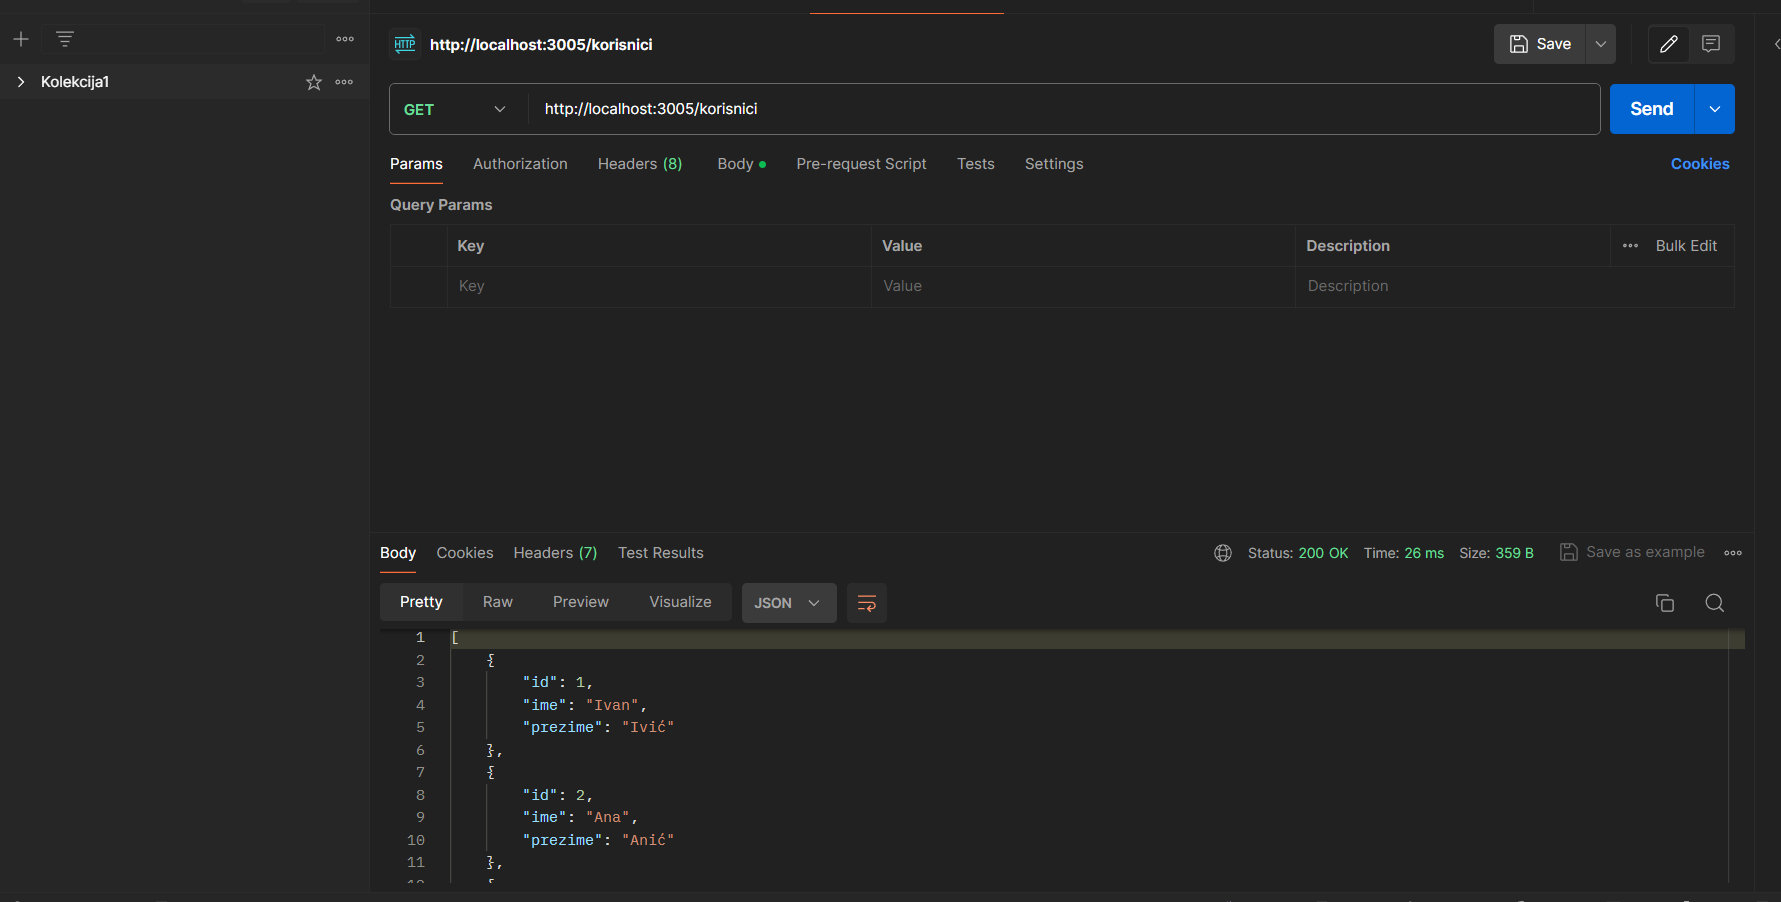 HTTP http://localhost:3005/korisnici
Save
Kolekcija1
GET http://localhost:3005/korisnici
Send
Params Authorization Headers (8) Body Pre-request Script Tests Settings Cookies
Query Params
Key Value Description Bulk Edit
Key Value Description
Body Cookies Headers (7) Test Results Status: 200 OK Time: 26 ms Size: 359 B Save as example
Pretty Raw Preview Visualize JSON
1 [
2 {
3 "id": 1,
4 "ime": "Ivan",
5 "prezime": "Ivić"
6 },
7 {
8 "id": 2,
9 "ime": "Ana",
10 "prezime": "Anić"
11 },